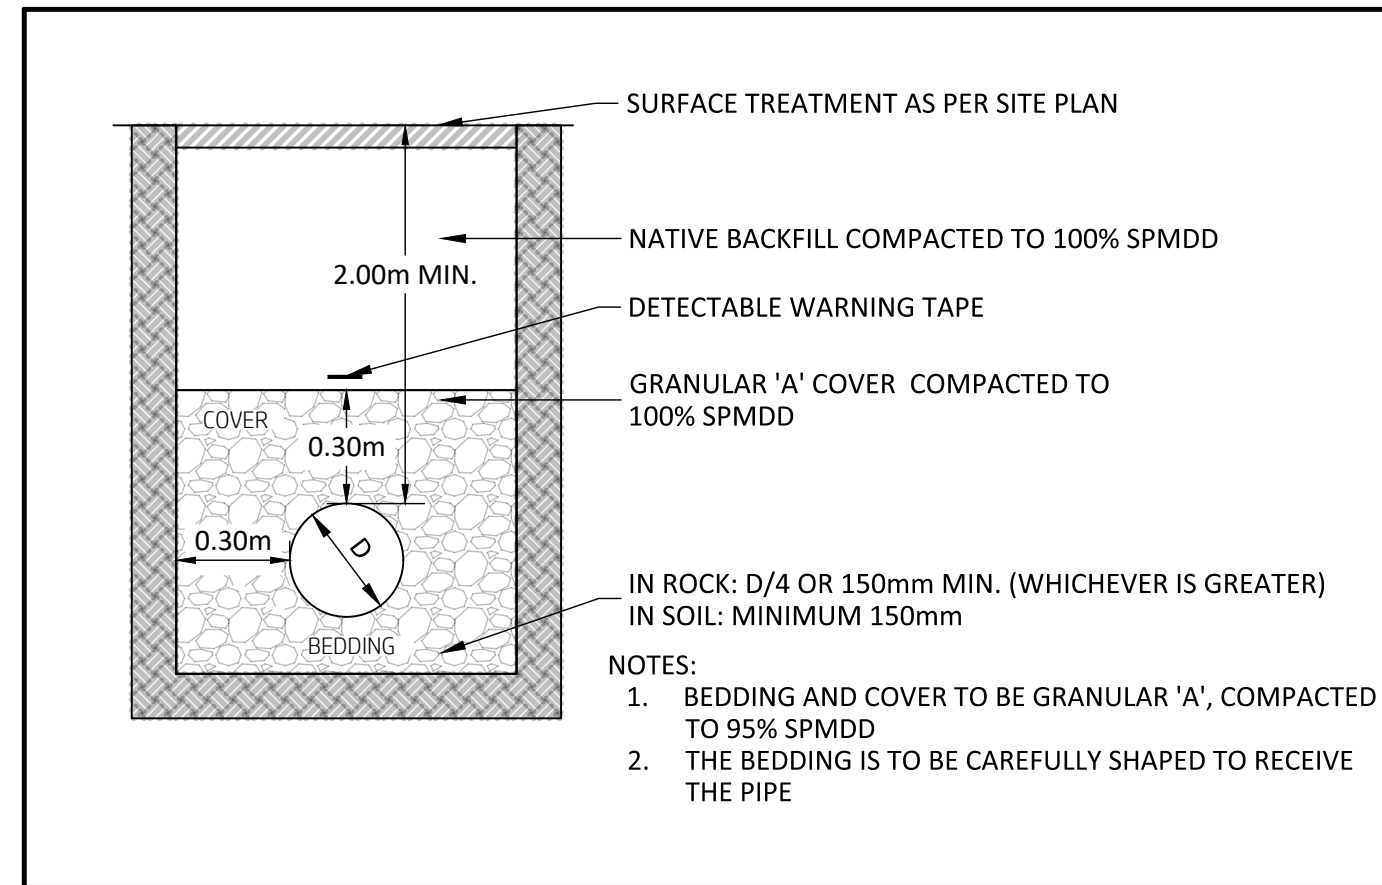 SURFACE TREATMENT AS PER SITE PLAN
NATIVE BACKFILL COMPACTED TO 100% SPMDD
2.00m MIN.
DETECTABLE WARNING TAPE
GRANULAR 'A' COVER  COMPACTED TO
100% SPMDD
COVER
0.30m
0.30m
D
IN ROCK: D/4 OR 150mm MIN. (WHICHEVER IS GREATER)
IN SOIL: MINIMUM 150mm
BEDDING
NOTES:
1. BEDDING AND COVER TO BE GRANULAR 'A', COMPACTED
TO 95% SPMDD
2. THE BEDDING IS TO BE CAREFULLY SHAPED TO RECEIVE
THE PIPE